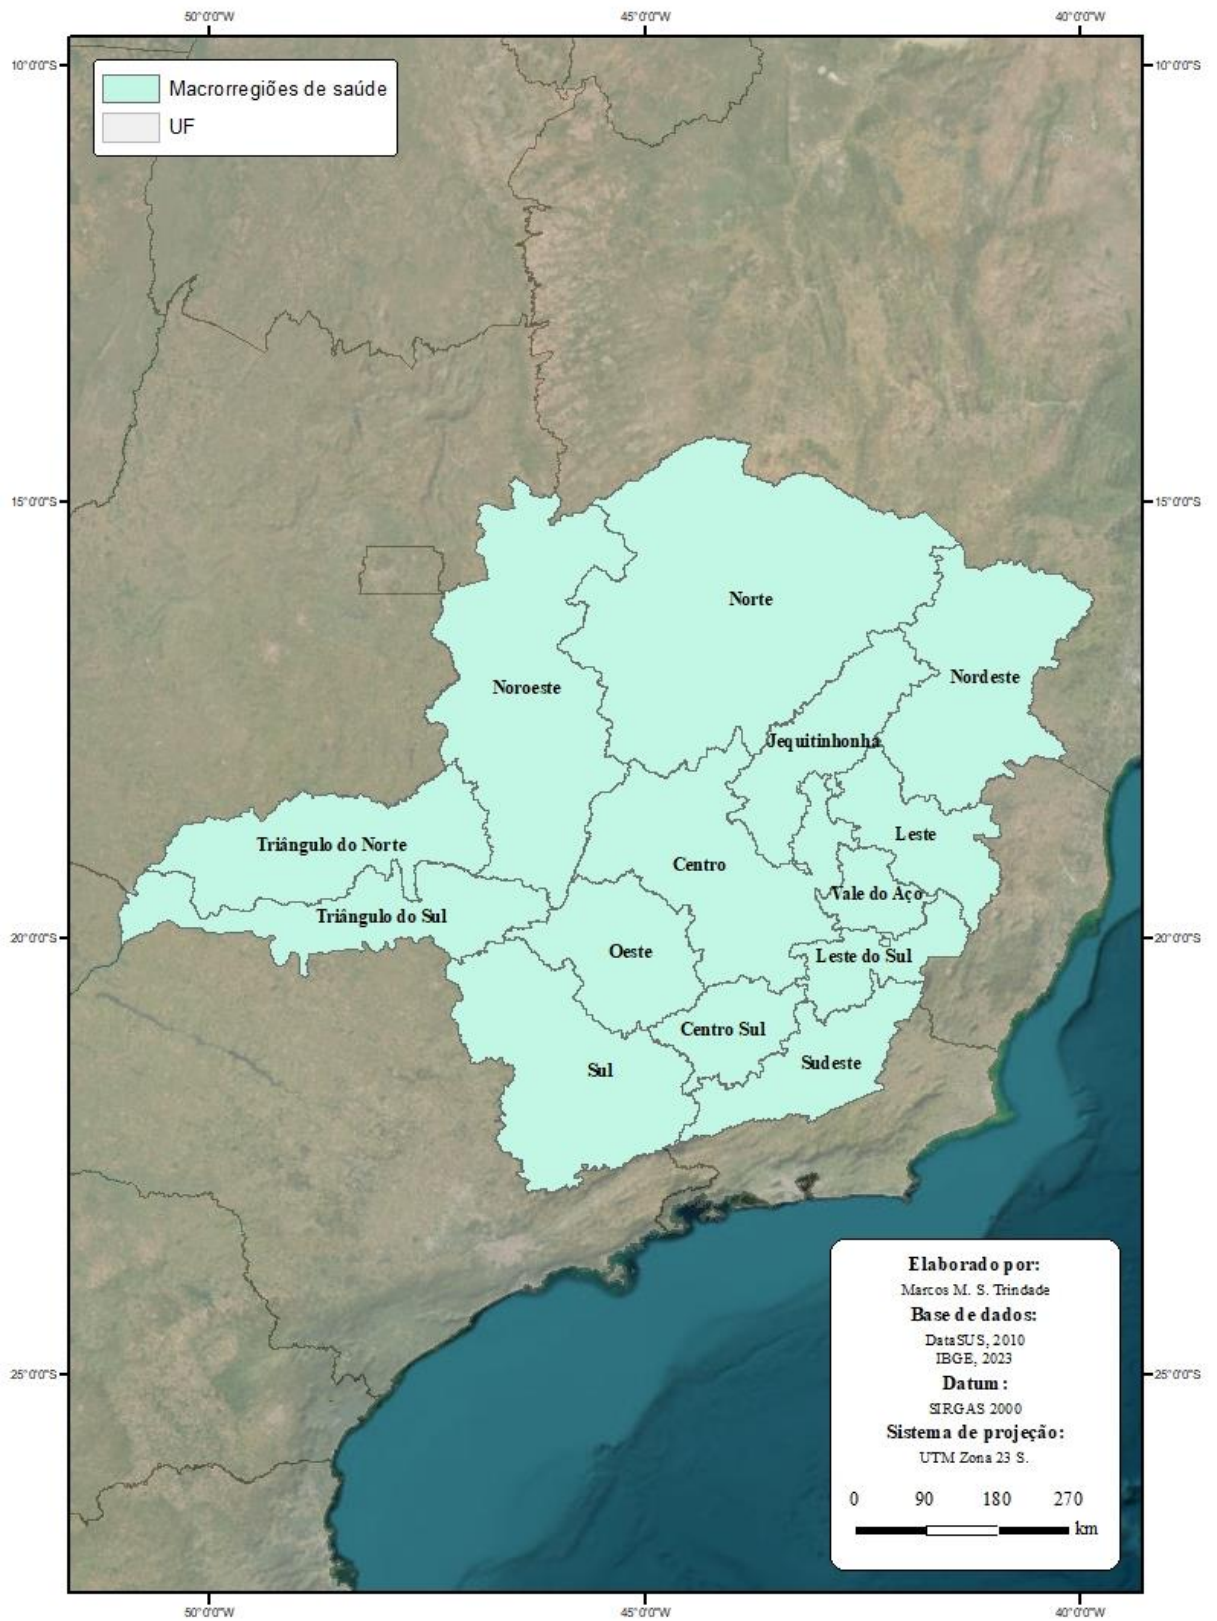 50°0'0"W 45°0'0"W 40°0'0"W
10°0'0"S 10°0'0"S
Macrorregiões de saúde
UF
15°0'0"S 15°0'0"S
Norte
Nordeste
Noroeste
Jequitinhonha
Leste
Triângulo do Norte
Centro
Vale do Aço
Triângulo do Sul
20°0'0"S 20°0'0"S
Oeste
Leste do Sul
Centro Sul
Sudeste
Sul
Elaborado por:
Marcos M. S. Trindade
Base de dados:
DataSUS, 2010
IBGE, 2023
Datum :
SIRGAS 2000
Sistema de projeção:
UTM Zona 23 S.
25°0'0"S 25°0'0"S
0 90 180 270
km
50°0'0"W 45°0'0"W 40°0'0"W